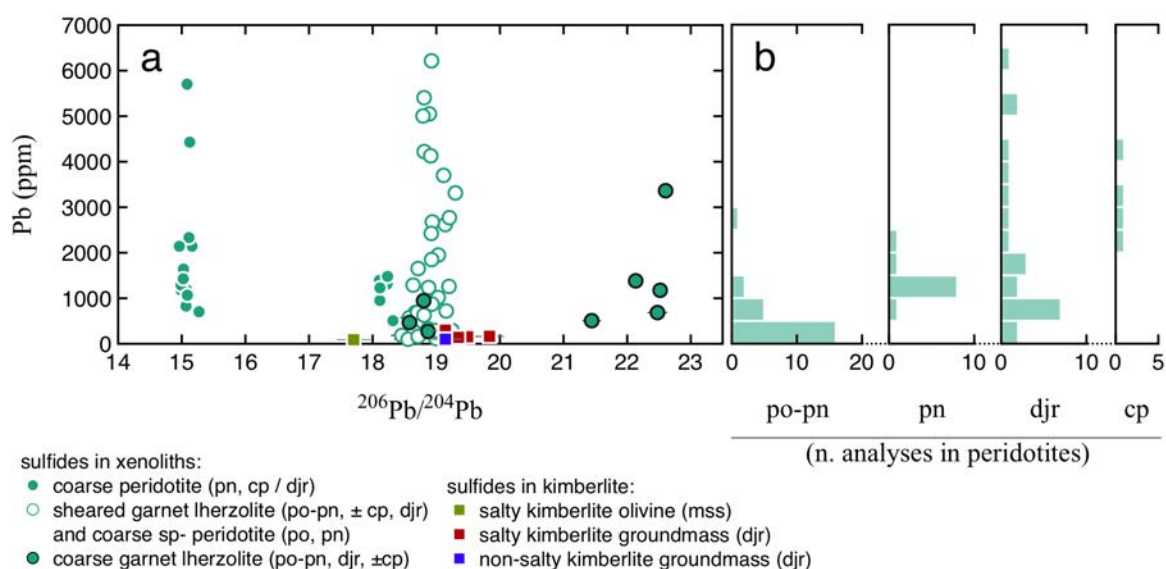 7000
6000
5000
4000
3000
2000
1000
0
Pb (ppm)
a
14 15 16 17 18 19 20 21 22 23
²⁰⁶Pb/²⁰⁴Pb
b
0 10 20 0 10 0 10 0 5
po-pn pn djr cp
(n. analyses in peridotites)
sulfides in xenoliths:
coarse peridotite (pn, cp / djr)
sheared garnet lherzolite (po-pn, ± cp, djr)
and coarse sp- peridotite (po, pn)
coarse garnet lherzolite (po-pn, djr, ±cp)
sulfides in kimberlite:
salty kimberlite olivine (mss)
salty kimberlite groundmass (djr)
non-salty kimberlite groundmass (djr)